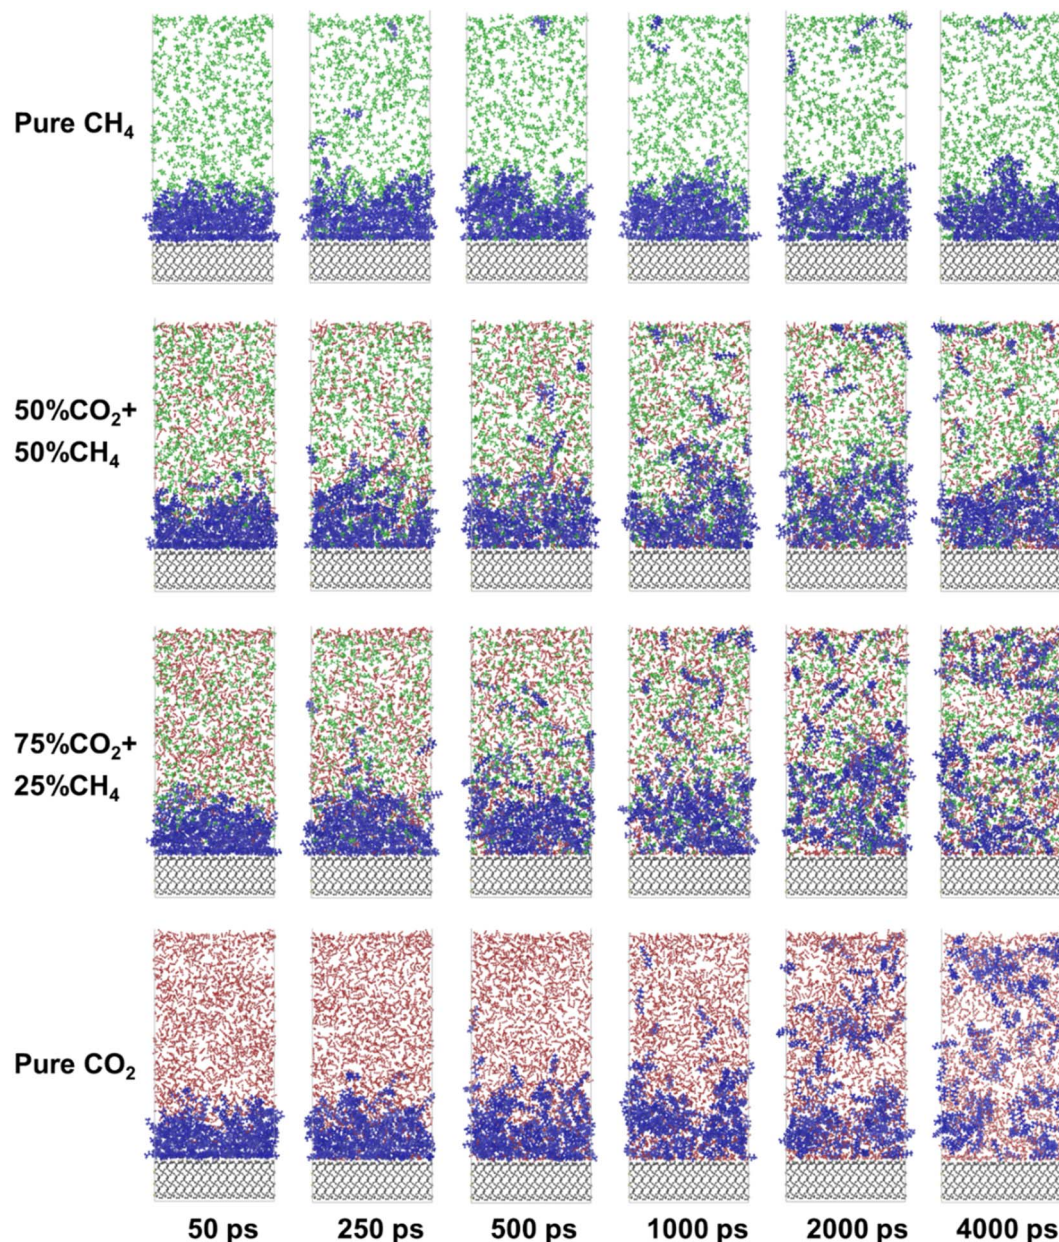 Pure CH₄
50%CO₂+
50%CH₄
75%CO₂+
25%CH₄
Pure CO₂
50 ps 250 ps 500 ps 1000 ps 2000 ps 4000 ps